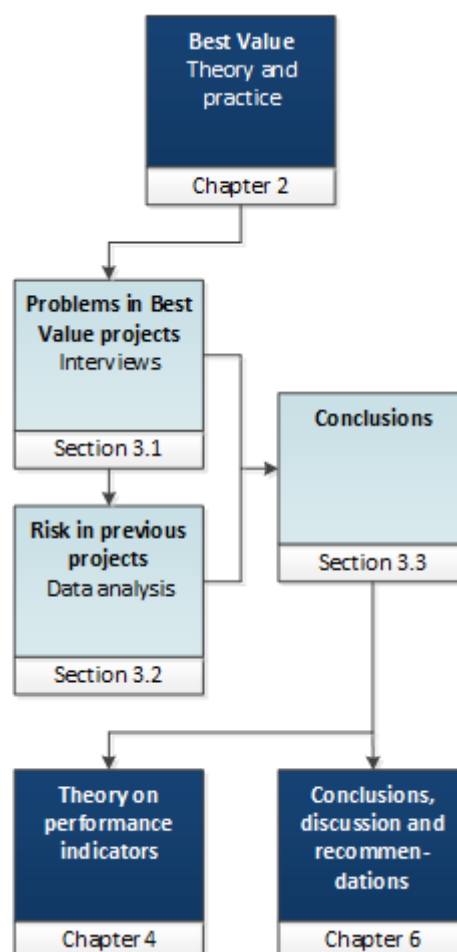 Best Value
Theory and
practice
Chapter 2
Problems in Best
Value projects
Interviews
Section 3.1
Conclusions
Section 3.3
Risk in previous
projects
Data analysis
Section 3.2
Theory on
performance
indicators
Chapter 4
Conclusions,
discussion and
recommen-
dations
Chapter 6